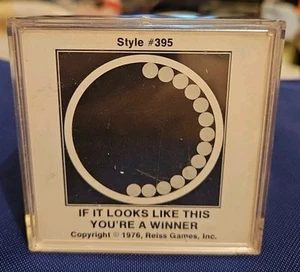 Style #395
IF IT LOOKS LIKE THIS
YOU'RE A WINNER
Copyright © 1976, Reiss Games, Inc.